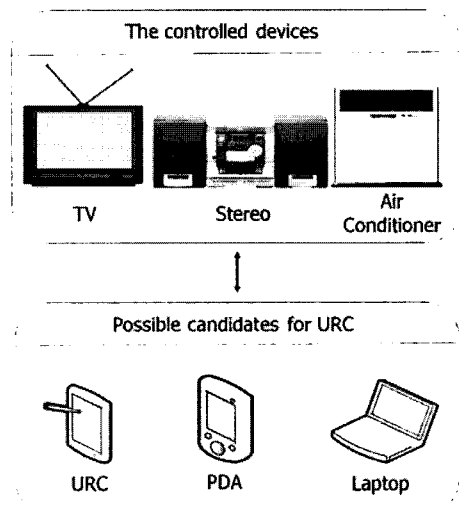 The controlled devices
TV
Stereo
Air
Conditioner
Possible candidates for URC
URC
PDA
Laptop